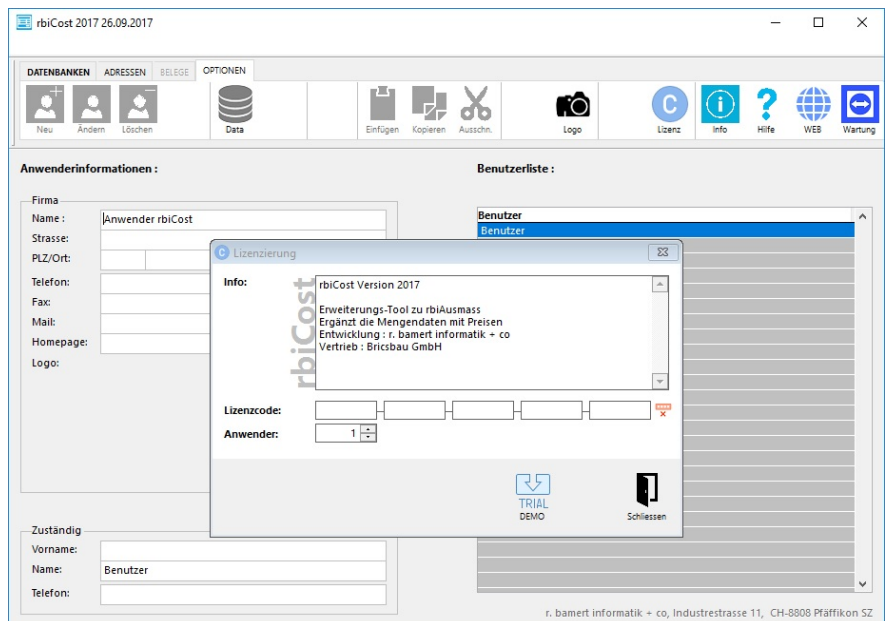 rbiCost 2017 26.09.2017
DATENBANKEN ADRESSEN BELEGE OPTIONEN
Neu Ändern Löschen Data Einfügen Kopieren Ausschn. Logo Lizenz Info Hilfe WEB Wartung
Anwenderinformationen :
Benutzerliste :
Firma
Name : Anwender rbiCost
Strasse:
PLZ/Ort:
Telefon:
Fax:
Mail:
Homepage:
Logo:
Benutzer
Benutzer
Lizenzierung
Info:
rbiCost
rbiCost Version 2017
Erweiterungs-Tool zu rbiAusmass
Ergänzt die Mengendaten mit Preisen
Entwicklung : r. bamert informatik + co
Vertrieb : Bricsbau GmbH
Lizenzcode:
Anwender: 1
TRIAL
DEMO
Schliessen
Zuständig
Vorname:
Name: Benutzer
Telefon:
r. bamert informatik + co, Industrestrasse 11, CH-8808 Pfäffikon SZ